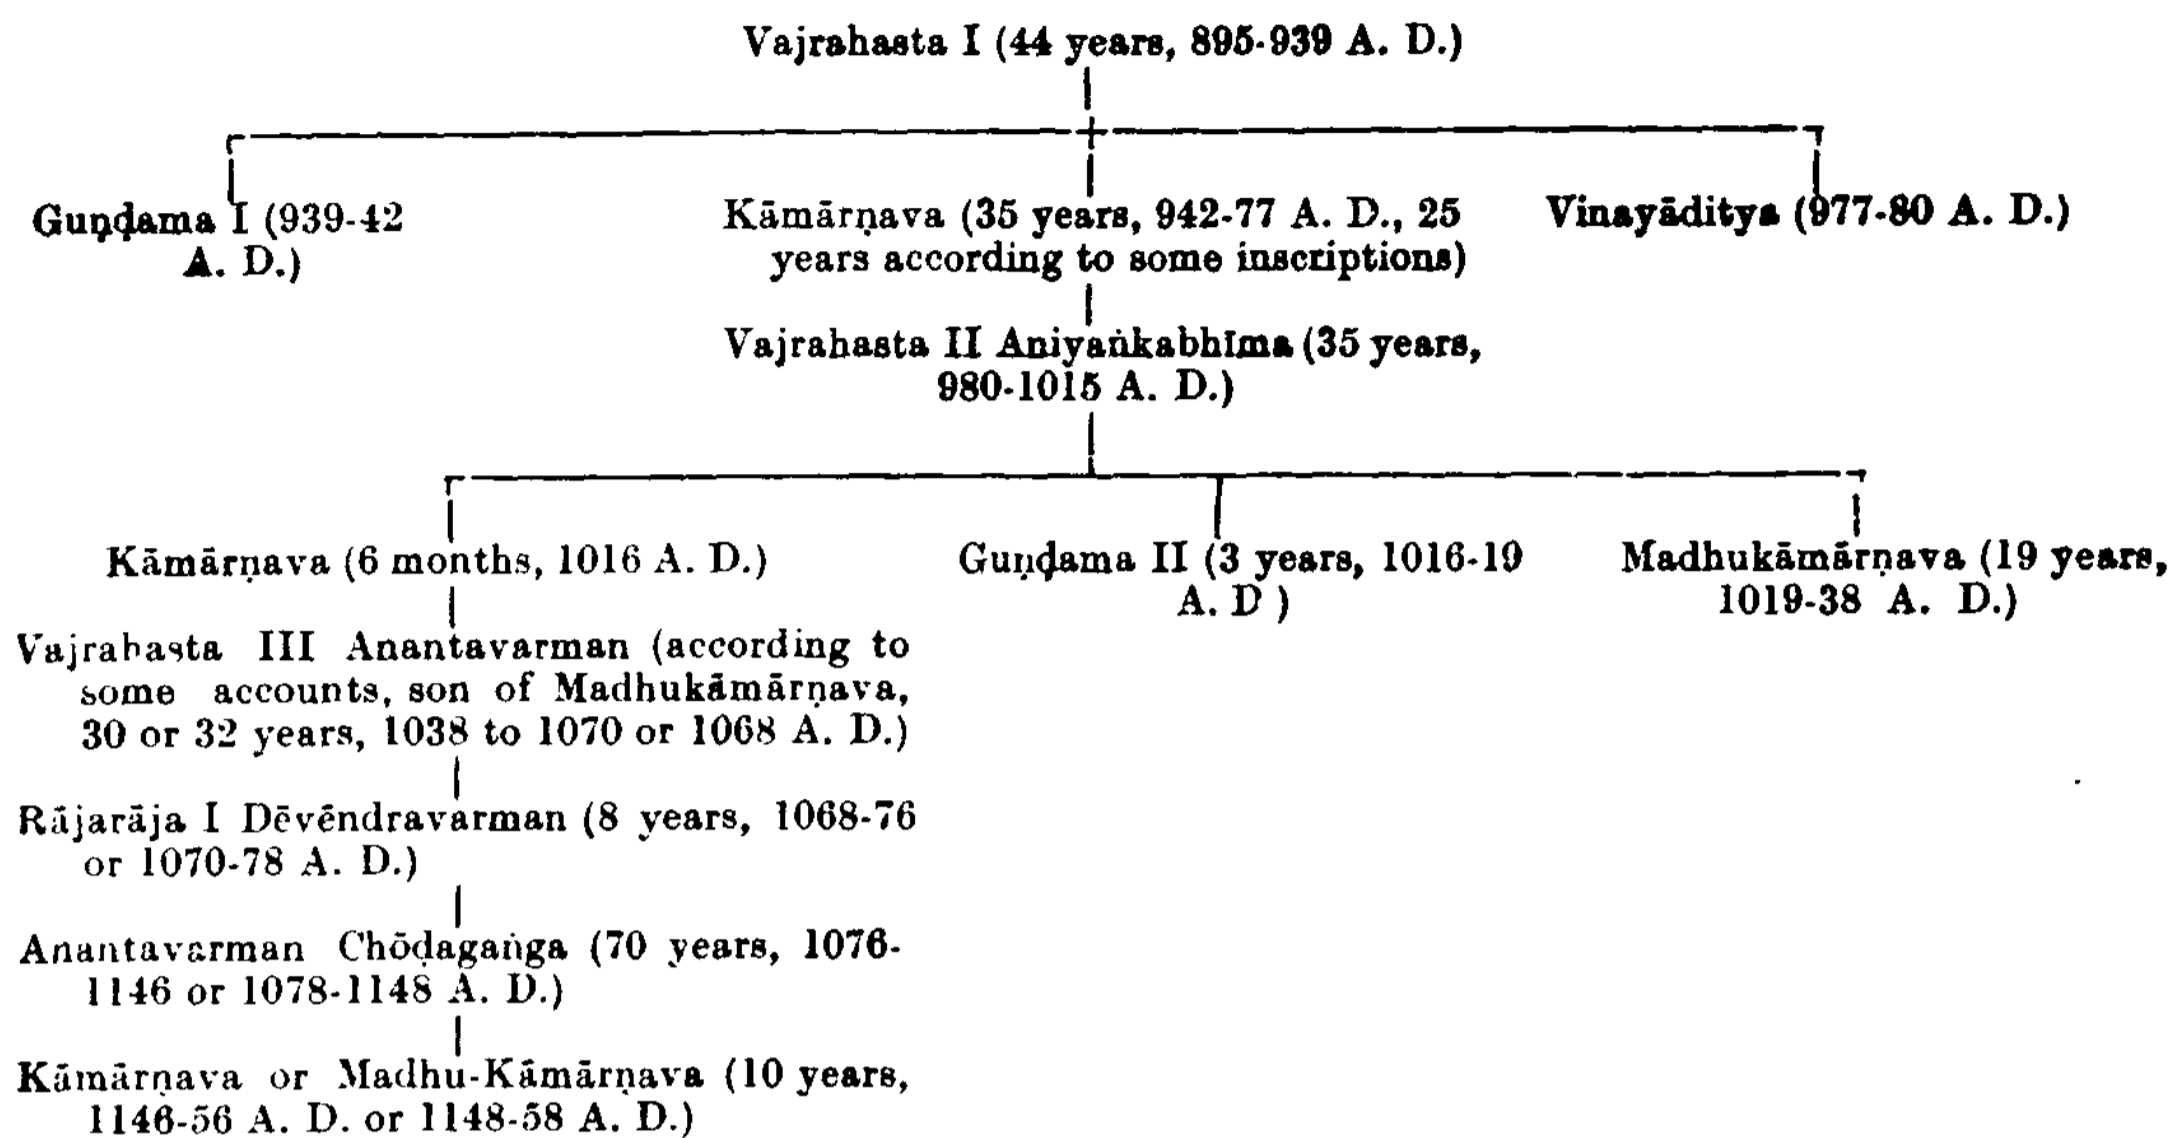 Vajrahasta I (44 years, 895-939 A. D.)
Guṇḍama I (939-42
A. D.)
Kāmārṇava (35 years, 942-77 A. D., 25
years according to some inscriptions)
Vinayāditya (977-80 A. D.)
Vajrahasta II Aniyaṅkabhīma (35 years,
980-1015 A. D.)
Kāmārṇava (6 months, 1016 A. D.)
Guṇḍama II (3 years, 1016-19
A. D )
Madhukāmārṇava (19 years,
1019-38 A. D.)
Vajrahasta III Anantavarman (according to
some accounts, son of Madhukāmārṇava,
30 or 32 years, 1038 to 1070 or 1068 A. D.)
Rājarāja I Dēvēndravarman (8 years, 1068-76
or 1070-78 A. D.)
Anantavarman Chōḍagaṅga (70 years, 1076-
1146 or 1078-1148 A. D.)
Kāmārṇava or Madhu-Kāmārṇava (10 years,
1146-56 A. D. or 1148-58 A. D.)